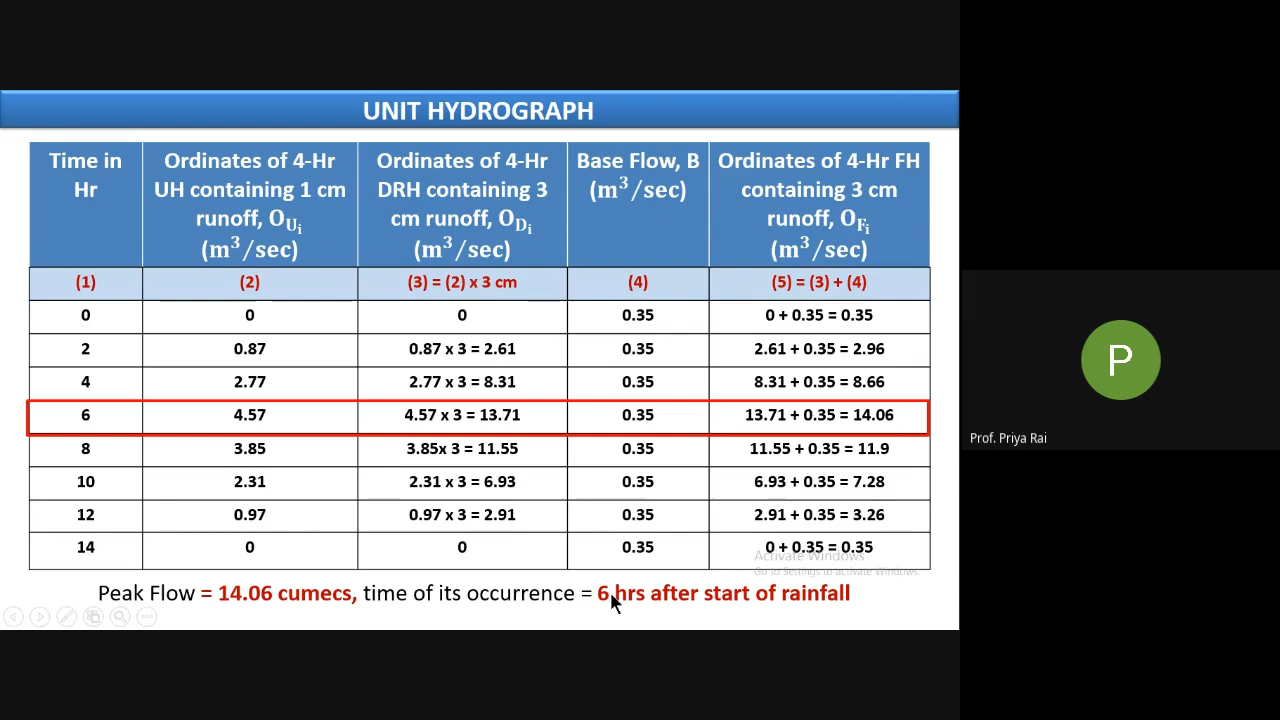 UNIT HYDROGRAPH
Time in
Hr
Ordinates of 4-Hr
UH containing 1 cm
runoff, O_Ui
(m³/sec)
Ordinates of 4-Hr
DRH containing 3
cm runoff, O_Di
(m³/sec)
Base Flow, B
(m³/sec)
Ordinates of 4-Hr FH
containing 3 cm
runoff, O_Fi
(m³/sec)
(1) (2) (3) = (2) x 3 cm (4) (5) = (3) + (4)
0 0 0 0.35 0 + 0.35 = 0.35
2 0.87 0.87 x 3 = 2.61 0.35 2.61 + 0.35 = 2.96
4 2.77 2.77 x 3 = 8.31 0.35 8.31 + 0.35 = 8.66
6 4.57 4.57 x 3 = 13.71 0.35 13.71 + 0.35 = 14.06
8 3.85 3.85x 3 = 11.55 0.35 11.55 + 0.35 = 11.9
10 2.31 2.31 x 3 = 6.93 0.35 6.93 + 0.35 = 7.28
12 0.97 0.97 x 3 = 2.91 0.35 2.91 + 0.35 = 3.26
14 0 0 0.35 0 + 0.35 = 0.35
Activate Windows
Go to Settings to activate Windows.
Peak Flow = 14.06 cumecs, time of its occurrence = 6 hrs after start of rainfall
P
Prof. Priya Rai